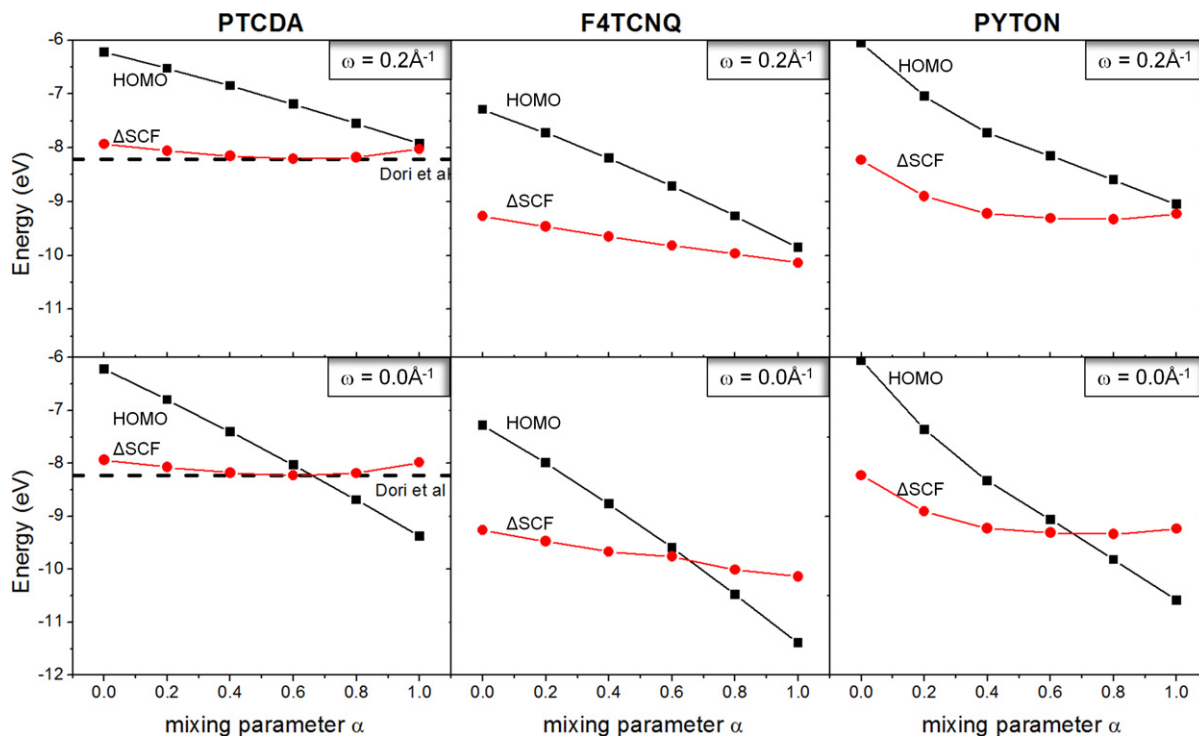 PTCDA
F4TCNQ
PYTON
-6
-7
-8
-9
-10
-11
Energy (eV)
ω = 0.2Å⁻¹
HOMO
ΔSCF
Dori et al
ω = 0.2Å⁻¹
HOMO
ΔSCF
ω = 0.2Å⁻¹
HOMO
ΔSCF
-6
-7
-8
-9
-10
-11
-12
Energy (eV)
ω = 0.0Å⁻¹
HOMO
ΔSCF
Dori et al
ω = 0.0Å⁻¹
HOMO
ΔSCF
ω = 0.0Å⁻¹
HOMO
ΔSCF
0.0 0.2 0.4 0.6 0.8 1.0
0.0 0.2 0.4 0.6 0.8 1.0
0.0 0.2 0.4 0.6 0.8 1.0
mixing parameter α
mixing parameter α
mixing parameter α